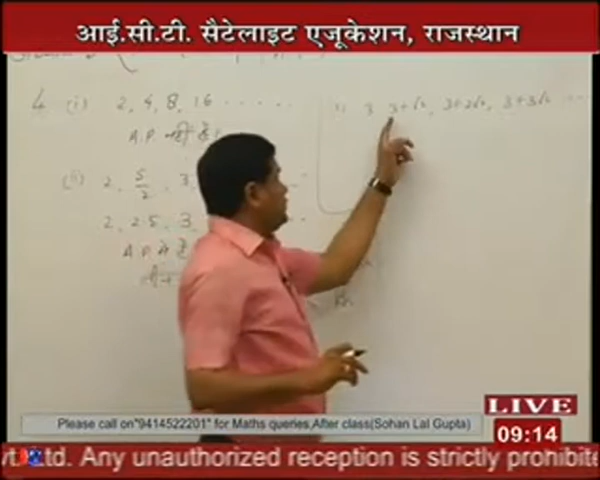 आई.सी.टी. सैटेलाइट एजूकेशन, राजस्थान
4 (i) 2, 4, 8, 16 ......
A.P. नहीं है।
(ii) 2, 5/2, 3,
2, 2.5, 3
A.P. में है
3 3+√2, 3+2√2, 3+3√2 ...
LIVE
Please call on"9414522201" for Maths queries,After class(Sohan Lal Gupta)
09:14
Ltd. Any unauthorized reception is strictly prohibite